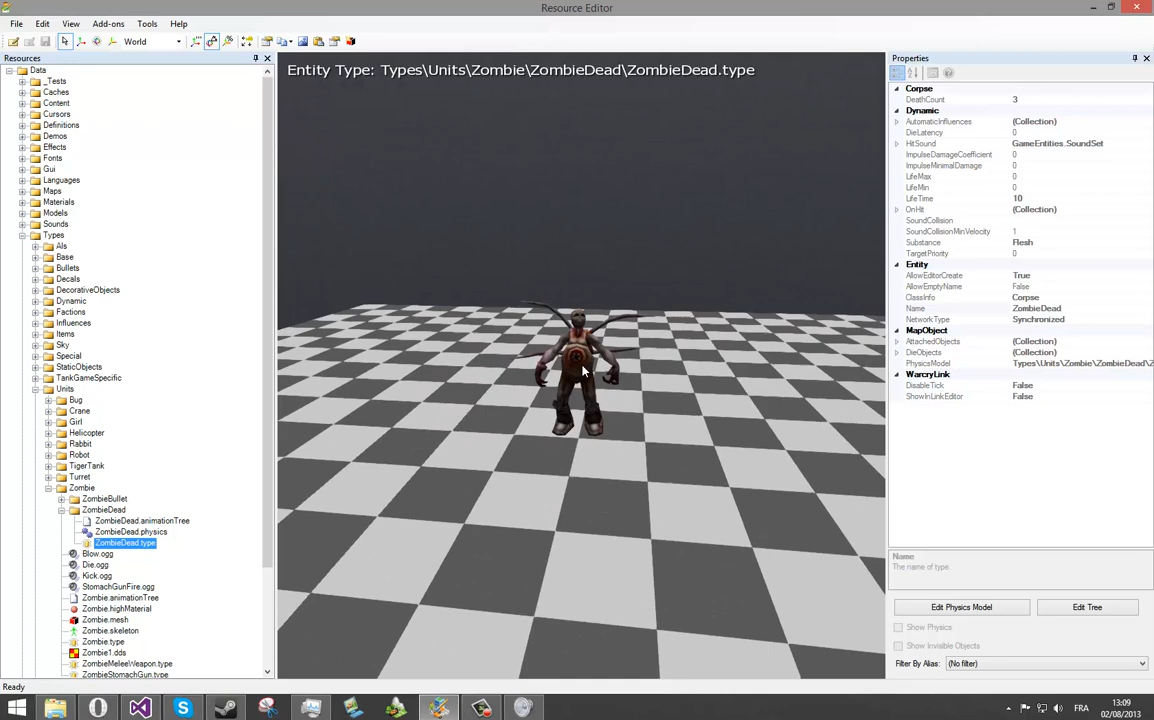 Resource Editor
File Edit View Add-ons Tools Help
World
Resources
Data
_Tests
Caches
Content
Cursors
Definitions
Demos
Effects
Fonts
Gui
Languages
Maps
Materials
Models
Sounds
Types
AIs
Base
Bullets
Decals
DecorativeObjects
Dynamic
Factions
Influences
Items
Sky
Special
StaticObjects
TankGameSpecific
Units
Bug
Crane
Girl
Helicopter
Rabbit
Robot
TigerTank
Turret
Zombie
ZombieBullet
ZombieDead
ZombieDead.animationTree
ZombieDead.physics
ZombieDead.type
Blow.ogg
Die.ogg
Kick.ogg
StomachGunFire.ogg
Zombie.animationTree
Zombie.highMaterial
Zombie.mesh
Zombie.skeleton
Zombie.type
Zombie1.dds
ZombieMeleeWeapon.type
ZombieStomachGun.type
Entity Type: Types\Units\Zombie\ZombieDead\ZombieDead.type
Properties
Corpse
DeathCount 3
Dynamic
AutomaticInfluences (Collection)
DieLatency 0
HitSound GameEntities.SoundSet
ImpulseDamageCoefficient 0
ImpulseMinimalDamage 0
LifeMax 0
LifeMin 0
LifeTime 10
OnHit (Collection)
SoundCollision
SoundCollisionMinVelocity 1
Substance Flesh
TargetPriority 0
Entity
AllowEditorCreate True
AllowEmptyName False
ClassInfo Corpse
Name ZombieDead
NetworkType Synchronized
MapObject
AttachedObjects (Collection)
DieObjects (Collection)
PhysicsModel Types\Units\Zombie\ZombieDead\Z
WarcryLink
DisableTick False
ShowInLinkEditor False
Name
The name of type.
Edit Physics Model Edit Tree
Show Physics
Show Invisible Objects
Filter By Alias: (No filter)
Ready
FRA 13:09
02/08/2013